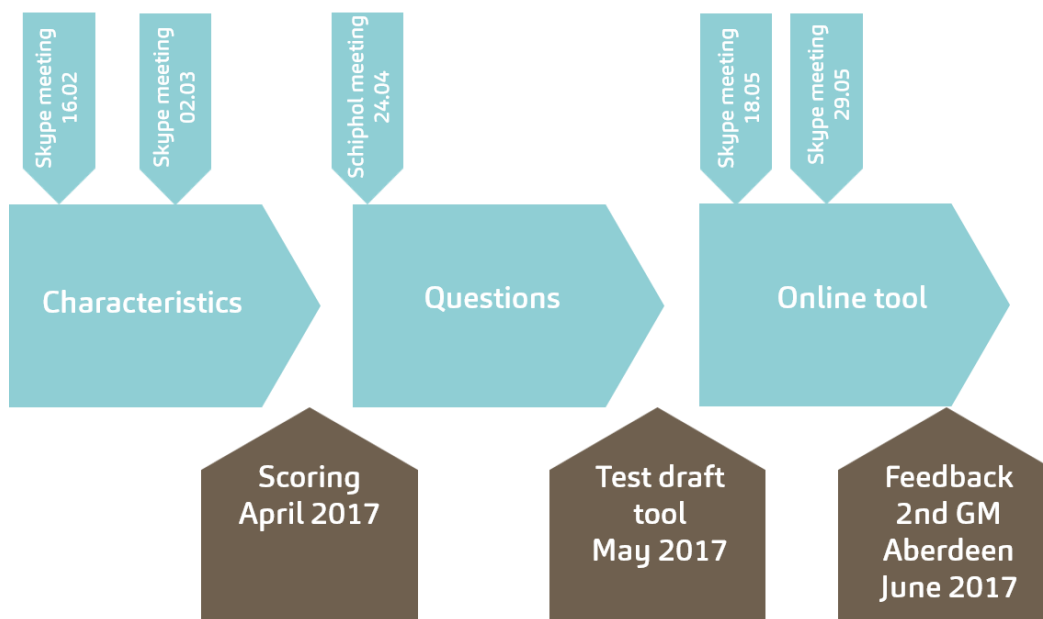 Skype meeting
16.02
Skype meeting
02.03
Schiphol meeting
24.04
Skype meeting
18.05
Skype meeting
29.05
Characteristics
Questions
Online tool
Scoring
April 2017
Test draft
tool
May 2017
Feedback
2nd GM
Aberdeen
June 2017